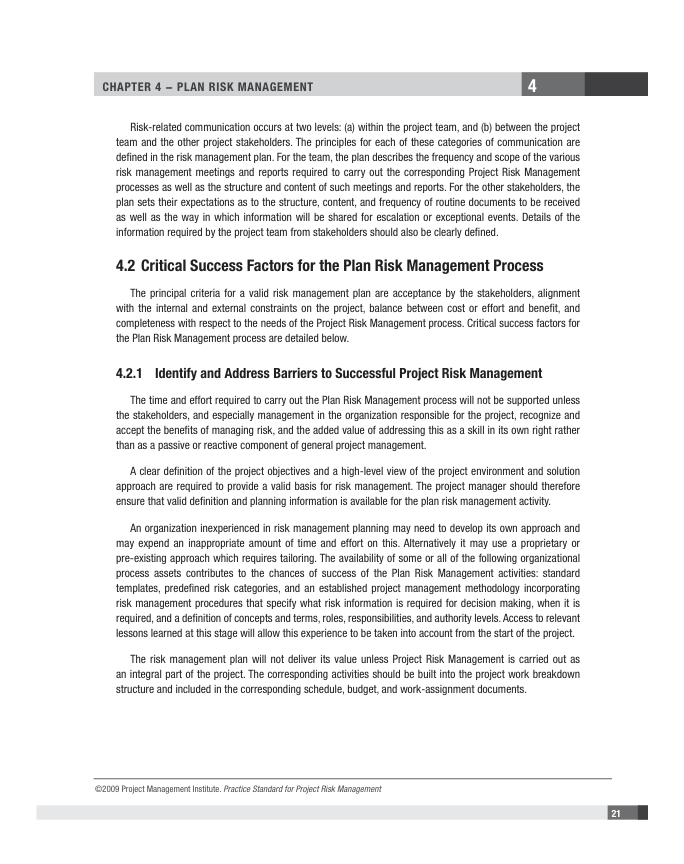 CHAPTER 4 – PLAN RISK MANAGEMENT
4
Risk-related communication occurs at two levels: (a) within the project team, and (b) between the project
team and the other project stakeholders. The principles for each of these categories of communication are
defined in the risk management plan. For the team, the plan describes the frequency and scope of the various
risk management meetings and reports required to carry out the corresponding Project Risk Management
processes as well as the structure and content of such meetings and reports. For the other stakeholders, the
plan sets their expectations as to the structure, content, and frequency of routine documents to be received
as well as the way in which information will be shared for escalation or exceptional events. Details of the
information required by the project team from stakeholders should also be clearly defined.
4.2 Critical Success Factors for the Plan Risk Management Process
The principal criteria for a valid risk management plan are acceptance by the stakeholders, alignment
with the internal and external constraints on the project, balance between cost or effort and benefit, and
completeness with respect to the needs of the Project Risk Management process. Critical success factors for
the Plan Risk Management process are detailed below.
4.2.1 Identify and Address Barriers to Successful Project Risk Management
The time and effort required to carry out the Plan Risk Management process will not be supported unless
the stakeholders, and especially management in the organization responsible for the project, recognize and
accept the benefits of managing risk, and the added value of addressing this as a skill in its own right rather
than as a passive or reactive component of general project management.
A clear definition of the project objectives and a high-level view of the project environment and solution
approach are required to provide a valid basis for risk management. The project manager should therefore
ensure that valid definition and planning information is available for the plan risk management activity.
An organization inexperienced in risk management planning may need to develop its own approach and
may expend an inappropriate amount of time and effort on this. Alternatively it may use a proprietary or
pre-existing approach which requires tailoring. The availability of some or all of the following organizational
process assets contributes to the chances of success of the Plan Risk Management activities: standard
templates, predefined risk categories, and an established project management methodology incorporating
risk management procedures that specify what risk information is required for decision making, when it is
required, and a definition of concepts and terms, roles, responsibilities, and authority levels. Access to relevant
lessons learned at this stage will allow this experience to be taken into account from the start of the project.
The risk management plan will not deliver its value unless Project Risk Management is carried out as
an integral part of the project. The corresponding activities should be built into the project work breakdown
structure and included in the corresponding schedule, budget, and work-assignment documents.
©2009 Project Management Institute. Practice Standard for Project Risk Management
21